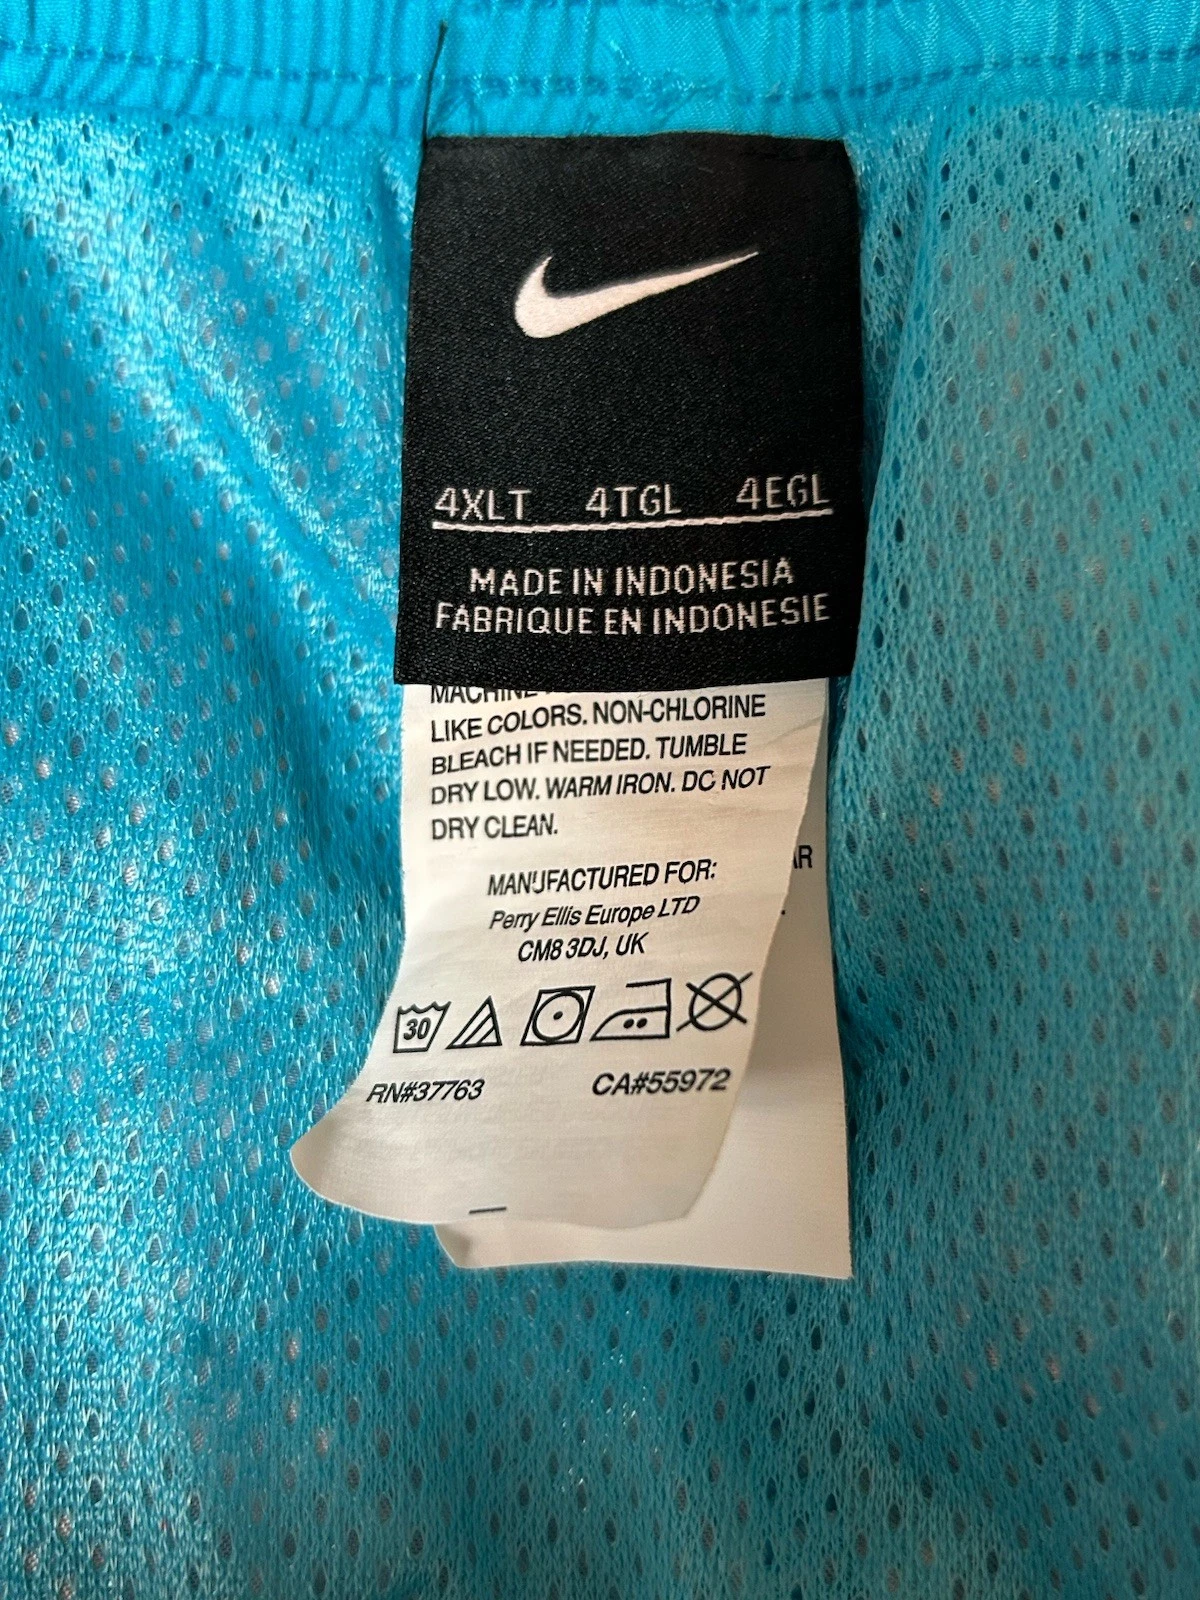 4XLT 4TGL 4EGL
MADE IN INDONESIA
FABRIQUE EN INDONESIE
MACHINE
LIKE COLORS. NON-CHLORINE
BLEACH IF NEEDED. TUMBLE
DRY LOW. WARM IRON. DO NOT
DRY CLEAN.
MANUFACTURED FOR:
Perry Ellis Europe LTD
CM8 3DJ, UK
30
RN#37763 CA#55972